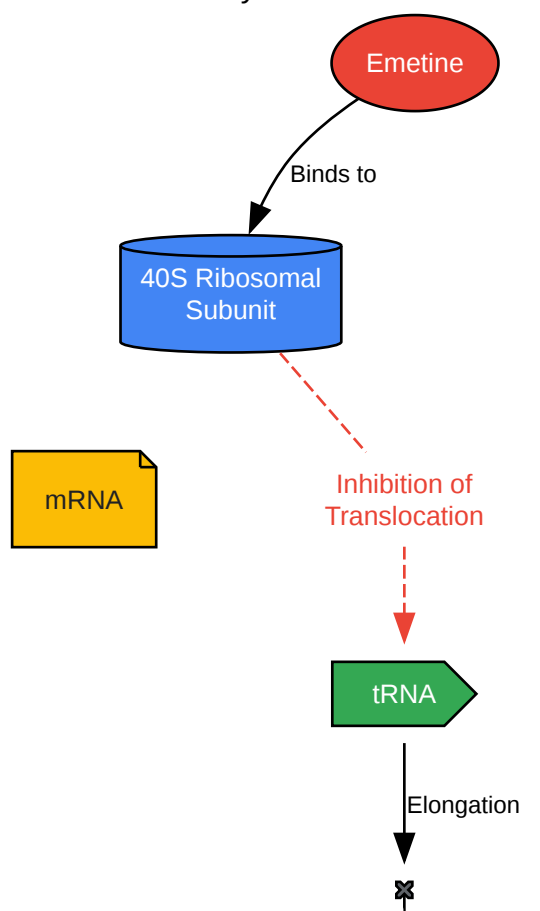 Emetine
Binds to
40S Ribosomal
Subunit
mRNA
Inhibition of
Translocation
tRNA
Elongation